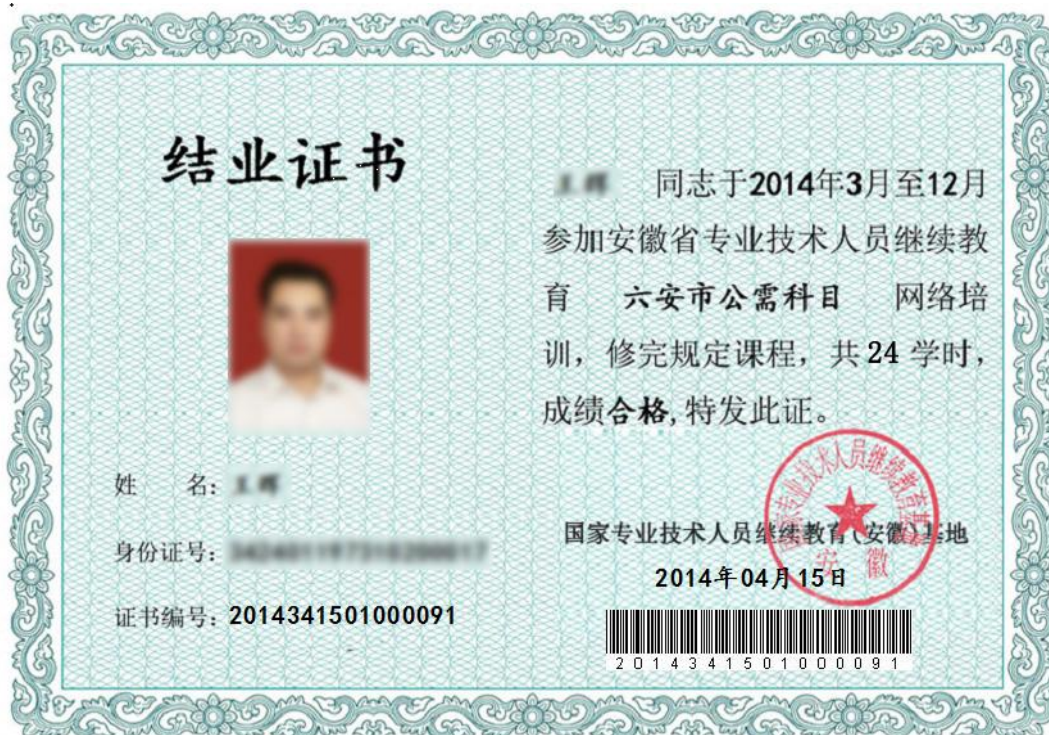 结业证书
同志于2014年3月至12月
参加安徽省专业技术人员继续教
育 六安市公需科目 网络培
训，修完规定课程，共24学时，
成绩合格,特发此证。
姓 名：
身份证号：
证书编号：2014341501000091
国家专业技术人员继续教育(安徽)基地
2014年04月15日
安徽
2014341501000091